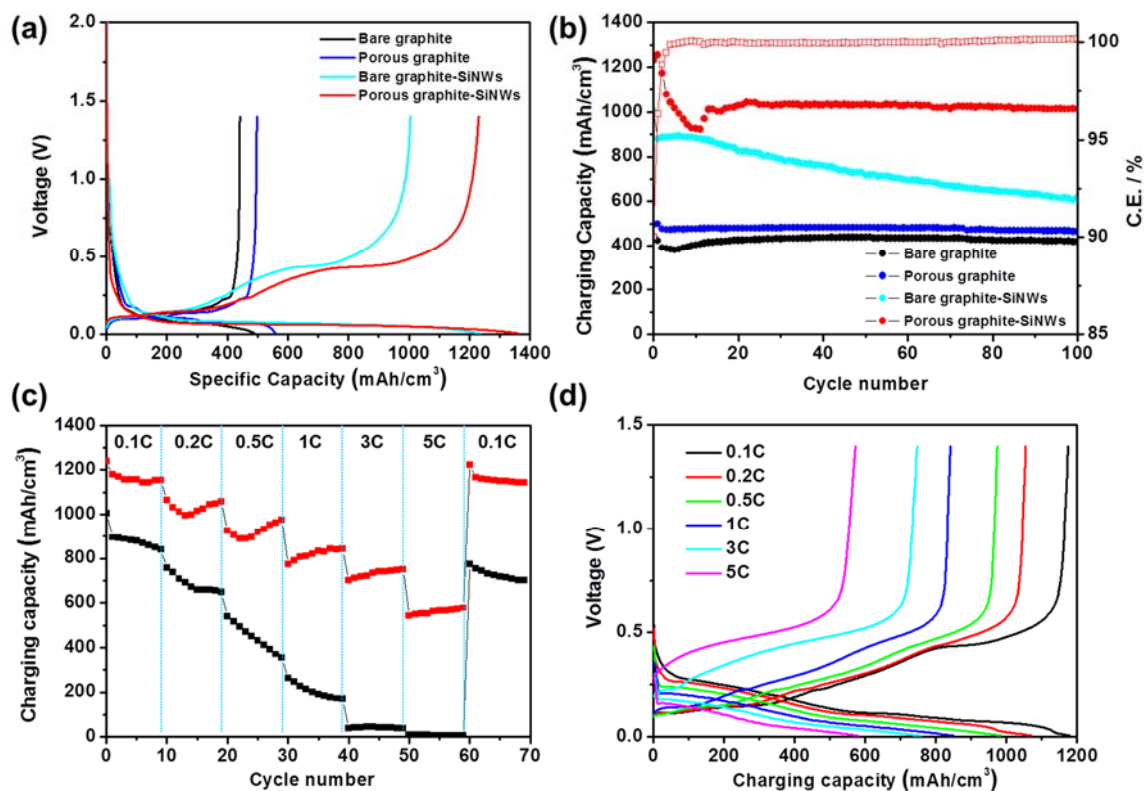 (a)
2.0
1.5
1.0
0.5
0.0
Voltage (V)
Bare graphite
Porous graphite
Bare graphite-SiNWs
Porous graphite-SiNWs
0 200 400 600 800 1000 1200 1400
Specific Capacity (mAh/cm³)
(b)
1400
1200
1000
800
600
400
200
0
Charging Capacity (mAh/cm³)
100
95
90
85
C.E. / %
Bare graphite
Porous graphite
Bare graphite-SiNWs
Porous graphite-SiNWs
0 20 40 60 80 100
Cycle number
(c)
1400
1200
1000
800
600
400
200
0
Charging capacity (mAh/cm³)
0.1C 0.2C 0.5C 1C 3C 5C 0.1C
0 10 20 30 40 50 60 70
Cycle number
(d)
1.5
1.0
0.5
0.0
Voltage (V)
0.1C
0.2C
0.5C
1C
3C
5C
0 200 400 600 800 1000 1200
Charging capacity (mAh/cm³)